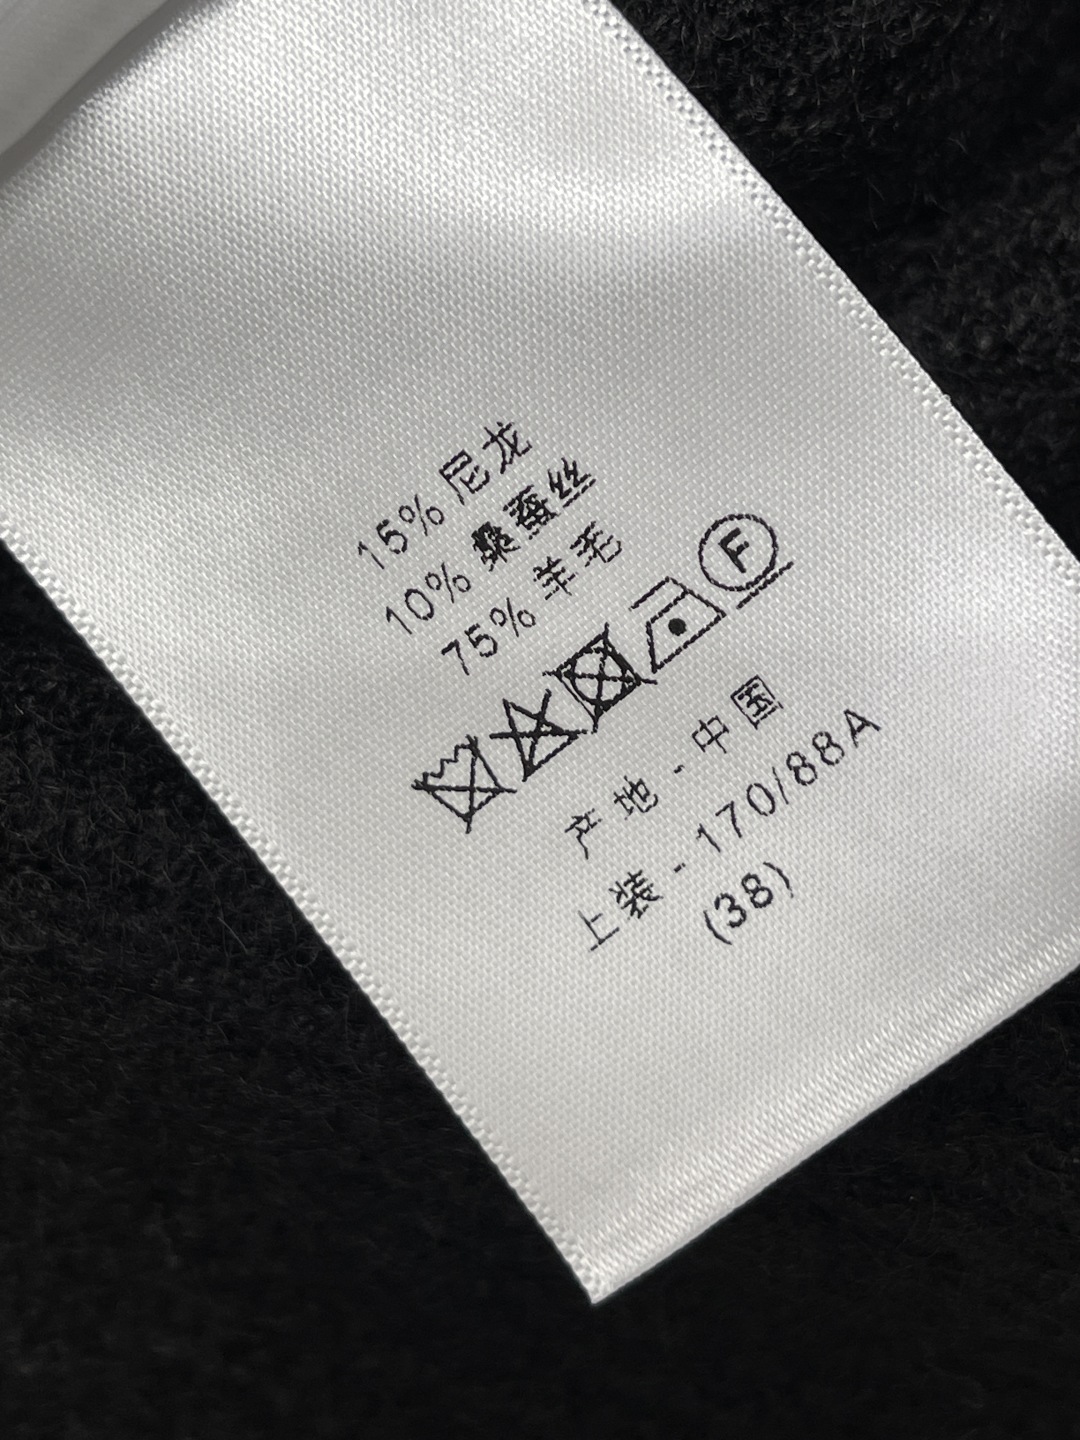 15% 尼龙
10% 桑蚕丝
75% 羊毛
F
产地 - 中国
上装 - 170/88A
(38)